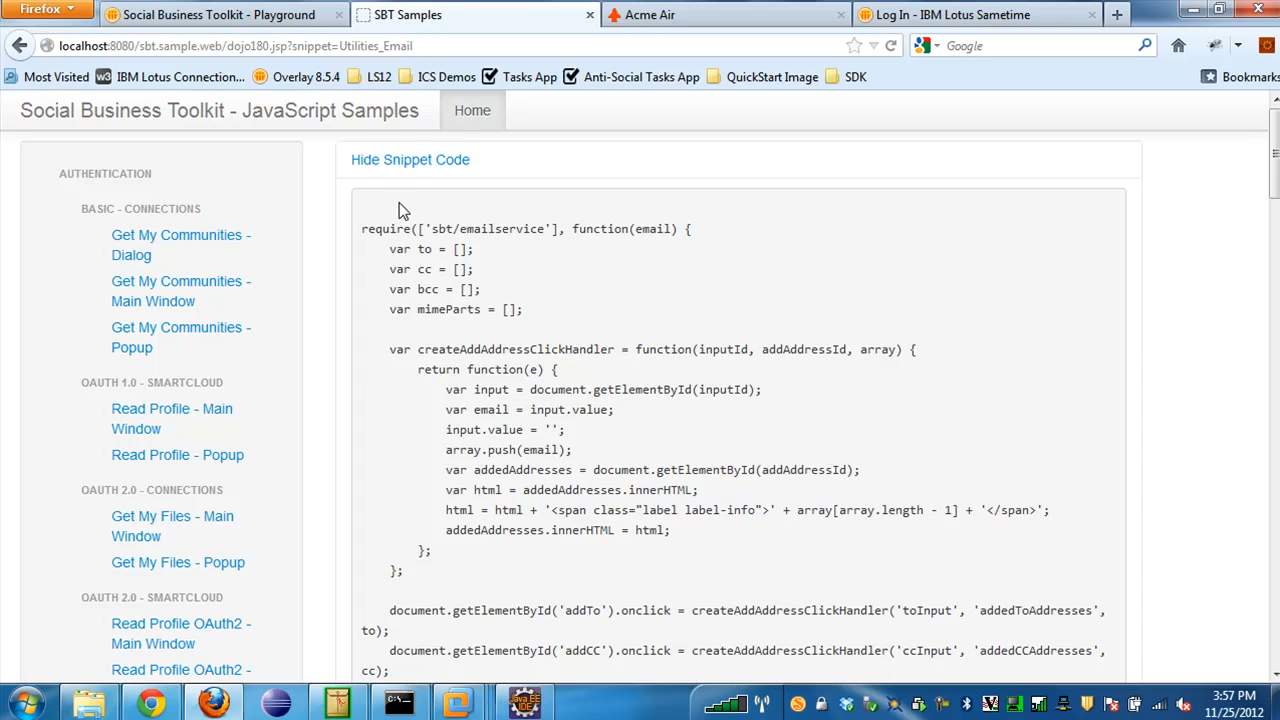 Firefox
Social Business Toolkit - Playground
SBT Samples
Acme Air
Log In - IBM Lotus Sametime
localhost:8080/sbt.sample.web/dojo180.jsp?snippet=Utilities_Email
Google
Most Visited
IBM Lotus Connection...
Overlay 8.5.4
LS12
ICS Demos
Tasks App
Anti-Social Tasks App
QuickStart Image
SDK
Bookmarks
Social Business Toolkit - JavaScript Samples
Home
AUTHENTICATION
BASIC - CONNECTIONS
Get My Communities -
Dialog
Get My Communities -
Main Window
Get My Communities -
Popup
OAUTH 1.0 - SMARTCLOUD
Read Profile - Main
Window
Read Profile - Popup
OAUTH 2.0 - CONNECTIONS
Get My Files - Main
Window
Get My Files - Popup
OAUTH 2.0 - SMARTCLOUD
Read Profile OAuth2 -
Main Window
Read Profile OAuth2 -
Hide Snippet Code
require(['sbt/emailservice'], function(email) {
var to = [];
var cc = [];
var bcc = [];
var mimeParts = [];
var createAddAddressClickHandler = function(inputId, addAddressId, array) {
return function(e) {
var input = document.getElementById(inputId);
var email = input.value;
input.value = '';
array.push(email);
var addedAddresses = document.getElementById(addAddressId);
var html = addedAddresses.innerHTML;
html = html + '<span class="label label-info">' + array[array.length - 1] + '</span>';
addedAddresses.innerHTML = html;
};
};
document.getElementById('addTo').onclick = createAddAddressClickHandler('toInput', 'addedToAddresses',
to);
document.getElementById('addCC').onclick = createAddAddressClickHandler('ccInput', 'addedCCAddresses',
cc);
Java EE
IDE
3:57 PM
11/25/2012